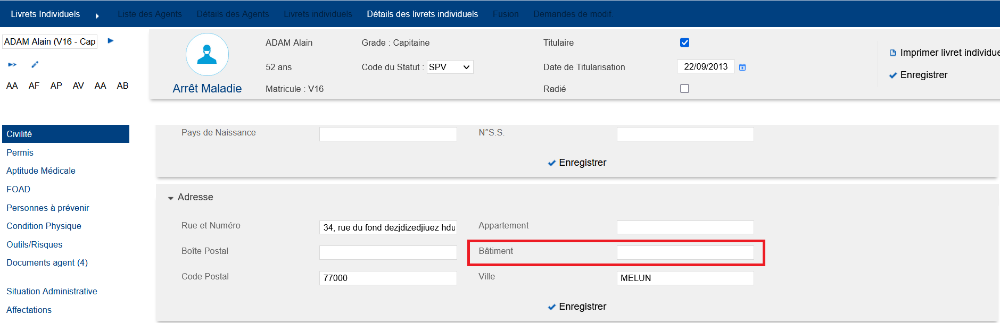 Livrets Individuels Liste des Agents Détails des Agents Livrets individuels Détails des livrets individuels Fusion Demandes de modif.
ADAM Alain (V16 - Cap
AA AF AP AV AA AB
ADAM Alain Grade : Capitaine Titulaire
52 ans Code du Statut : SPV Date de Titularisation 22/09/2013
Arrêt Maladie Matricule : V16 Radié
Imprimer livret individue
Enregistrer
Civilité
Permis
Aptitude Médicale
FOAD
Personnes à prévenir
Condition Physique
Outils/Risques
Documents agent (4)
Situation Administrative
Affectations
Pays de Naissance N°S.S.
Enregistrer
Adresse
Rue et Numéro 34, rue du fond dezjdizedjiuez hdu Appartement
Boîte Postal Bâtiment
Code Postal 77000 Ville MELUN
Enregistrer